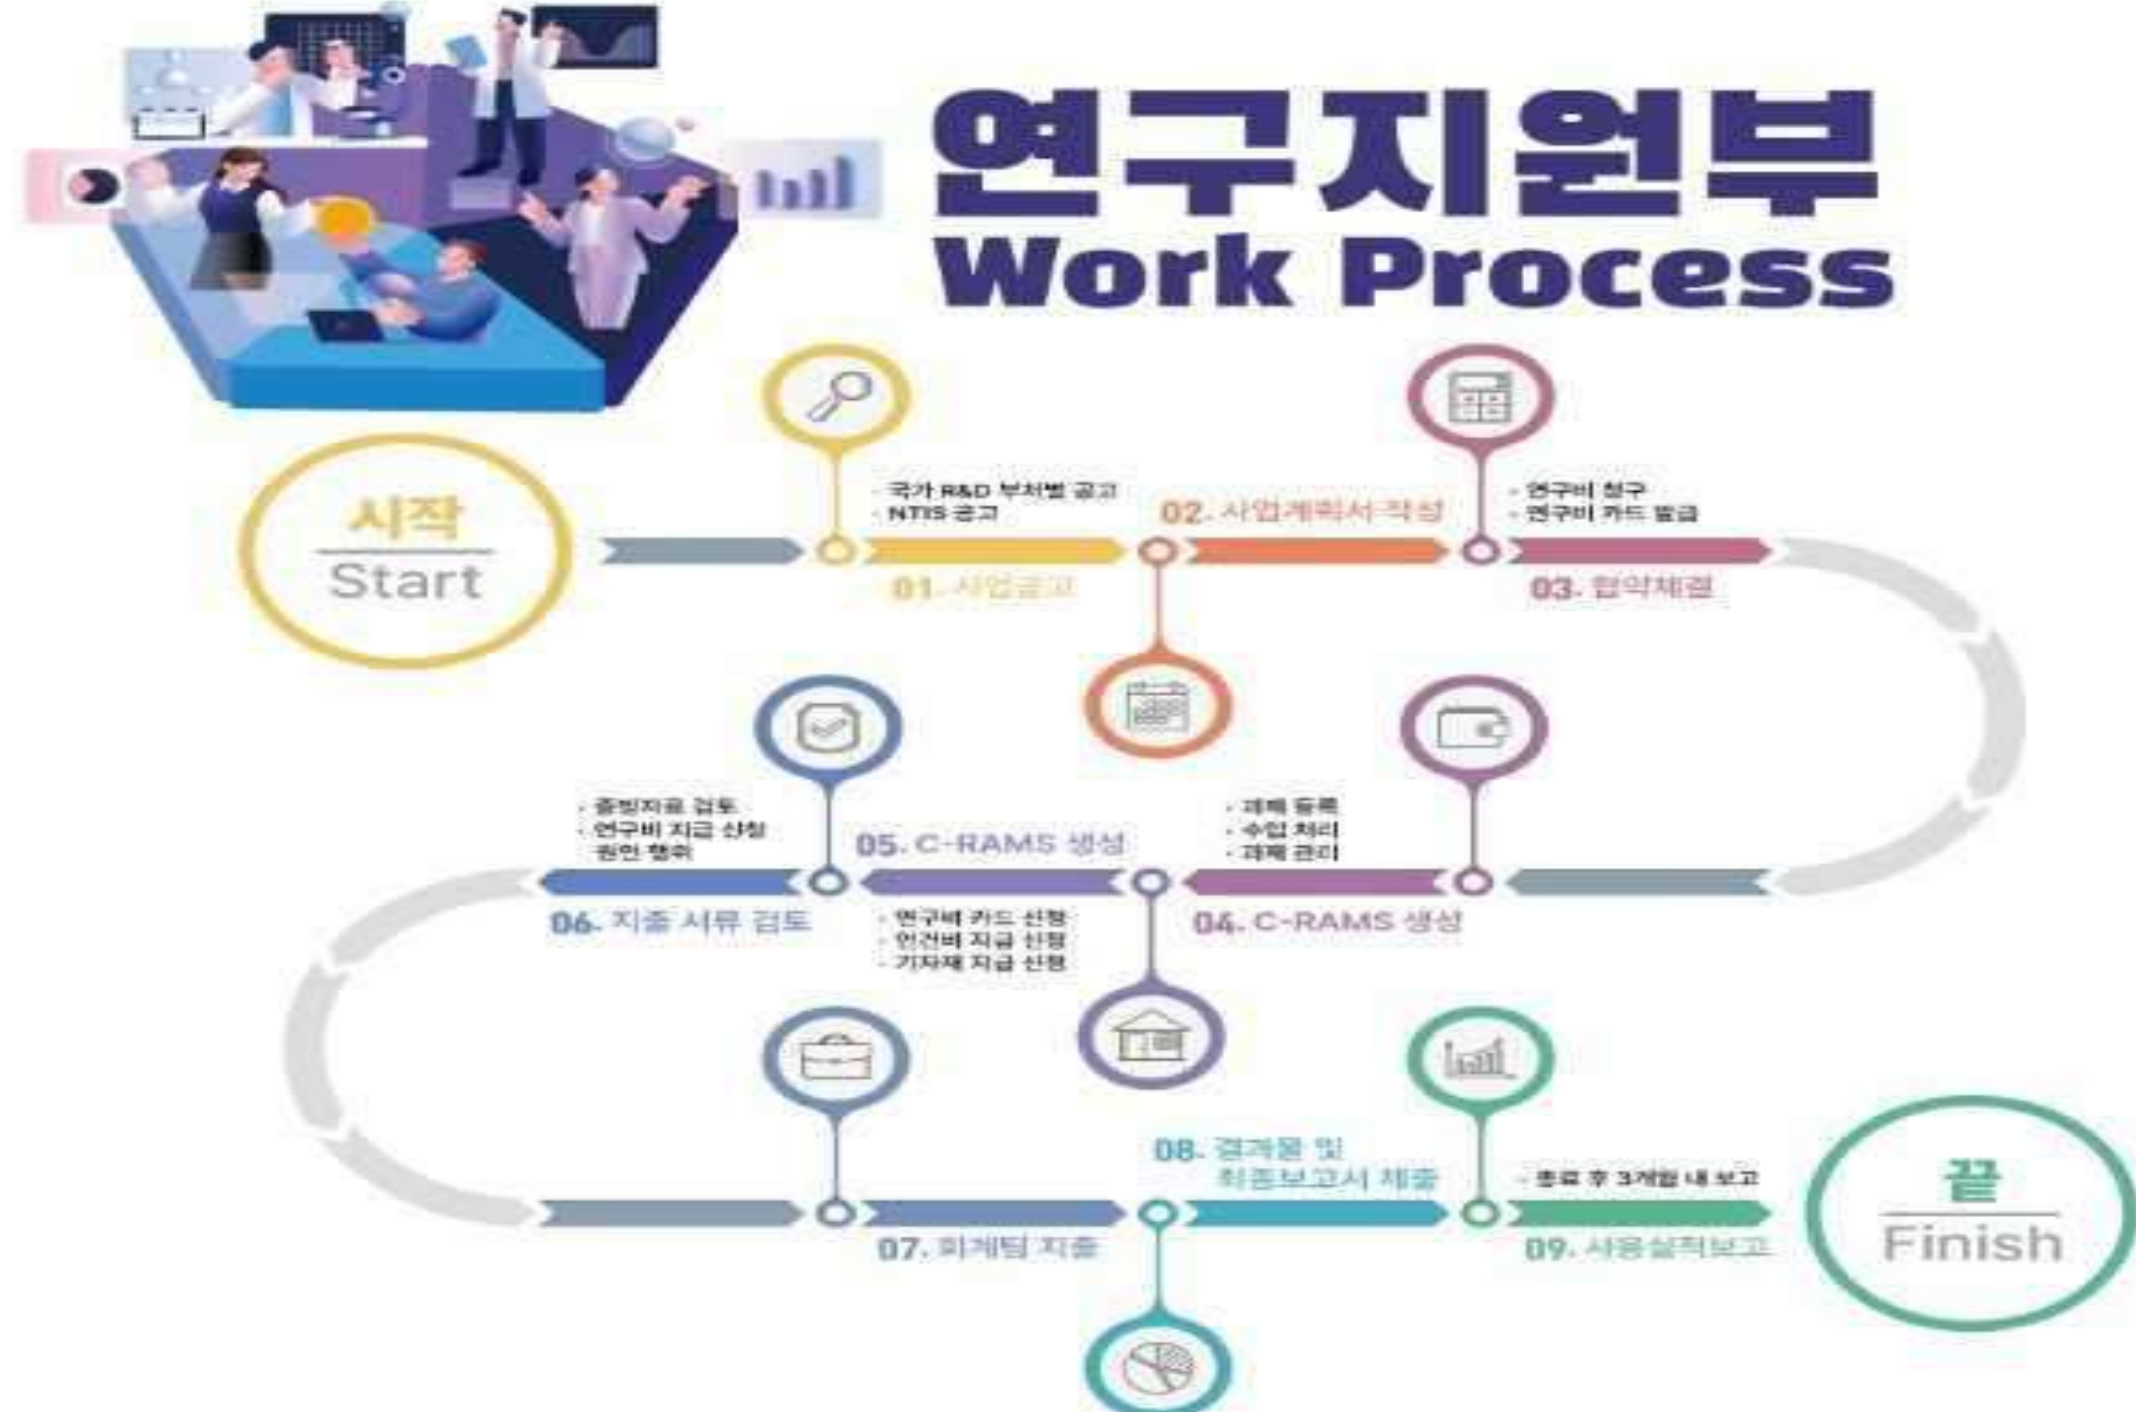 연구지원부
Work Process
시작
Start
· 국가 R&D 부처별 공고
· NTIS 공고
01. 사업공고
02. 사업계획서 작성
· 연구비 청구
· 연구비 카드 발급
03. 협약체결
· 과제 등록
· 수입 처리
· 과제 관리
04. C-RAMS 생성
05. C-RAMS 생성
· 연구비 카드 신청
· 인건비 지급 신청
· 기자재 지급 신청
· 증빙자료 검토
· 연구비 지급 신청
원인 행위
06. 지출 서류 검토
07. 회계팀 지출
08. 결과물 및
최종보고서 제출
· 종료 후 3개월 내 보고
09. 사용실적보고
끝
Finish